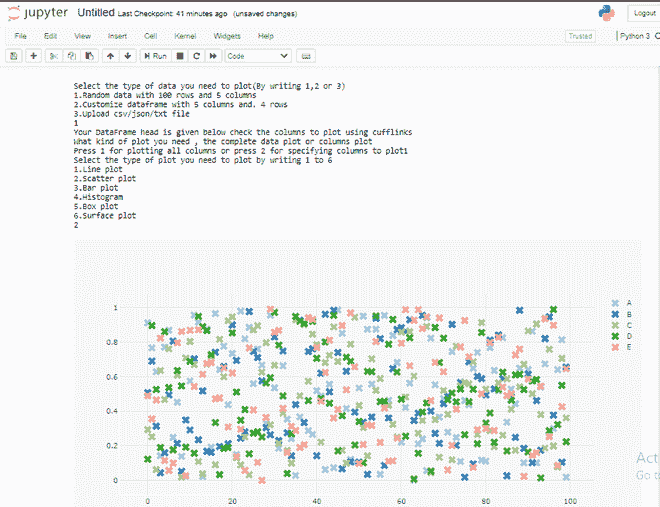 jupyter Untitled Last Checkpoint: 41 minutes ago (unsaved changes) Logout
File Edit View Insert Cell Kernel Widgets Help Trusted Python 3
Run Code
Select the type of data you need to plot(By writing 1,2 or 3)
1.Random data with 100 rows and 5 columns
2.Customize dataframe with 5 columns and. 4 rows
3.Upload csv/json/txt file
1
Your DataFrame head is given below check the columns to plot using cufflinks
What kind of plot you need , the complete data plot or columns plot
Press 1 for plotting all columns or press 2 for specifying columns to plot1
Select the type of plot you need to plot by writing 1 to 6
1.Line plot
2.Scatter plot
3.Bar plot
4.Histogram
5.Box plot
6.Surface plot
2
A
B
C
D
E
1
0.8
0.6
0.4
0.2
0
0 20 40 60 80 100
Act
Go t